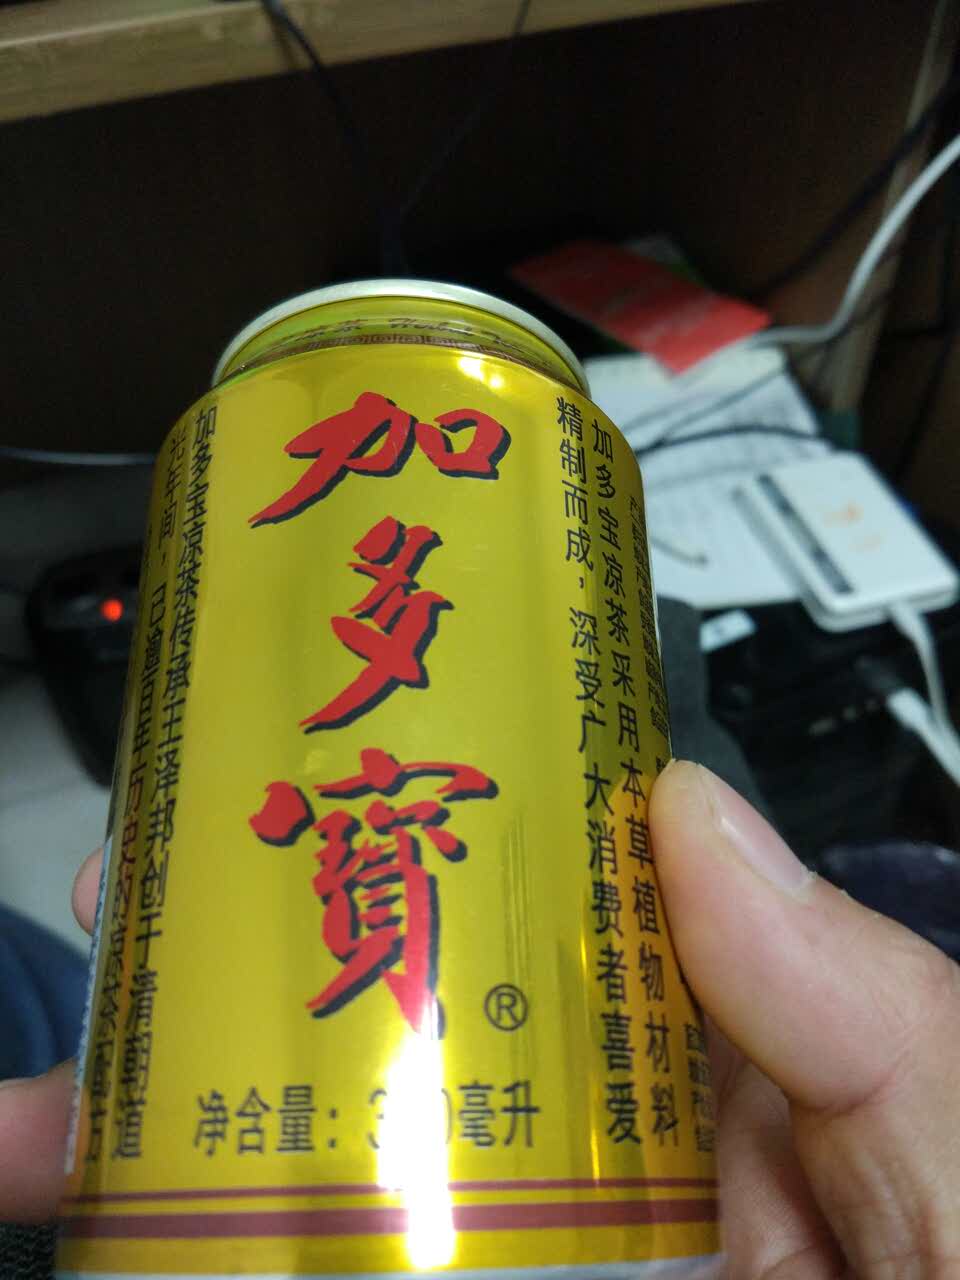 Herbal Tea
加多寶
®
净含量：3 0毫升
加多宝凉茶采用本草植物材料
精制而成，深受广大消费者喜爱
加多宝凉茶传承王泽邦创于清朝道
光年间，已逾百年历史的凉茶